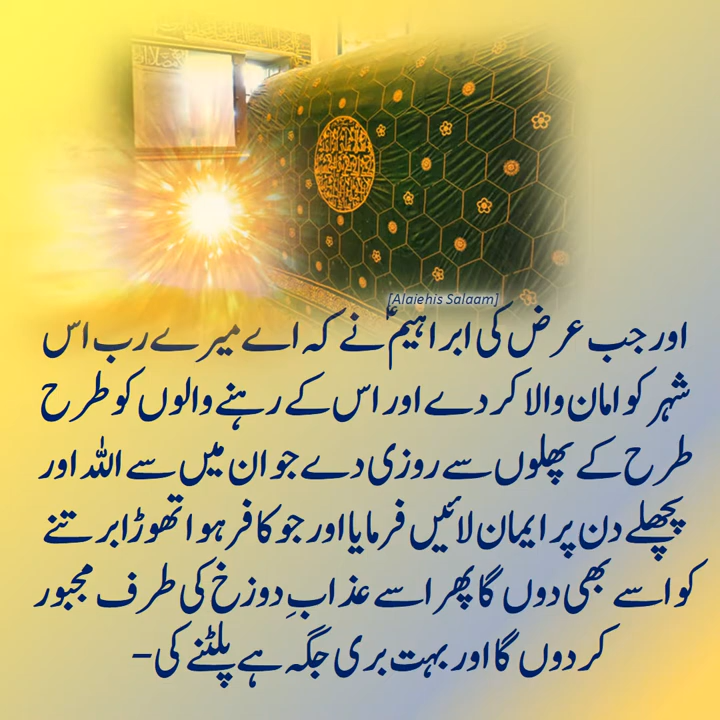 [Alaiehis Salaam]
اور جب عرض کی ابراہیمؑ نے کہ اے میرے رب اس
شہر کو امان والا کر دے اور اس کے رہنے والوں کو طرح
طرح کے پھلوں سے روزی دے جو ان میں سے اللہ اور
پچھلے دن پر ایمان لائیں فرمایا اور جو کافر ہوا تھوڑا برتنے
کو اسے بھی دوں گا پھر اسے عذابِ دوزخ کی طرف مجبور
کر دوں گا اور بہت بری جگہ ہے پلٹنے کی-